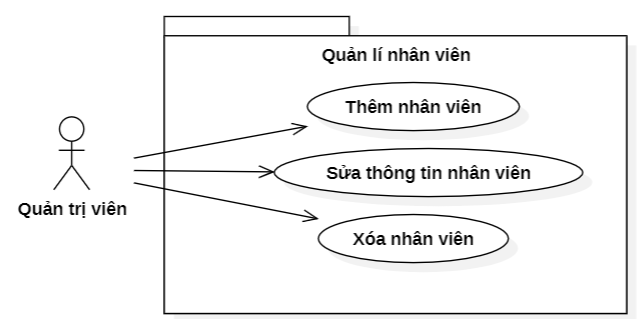 Quản lí nhân viên
Thêm nhân viên
Sửa thông tin nhân viên
Quản trị viên
Xóa nhân viên